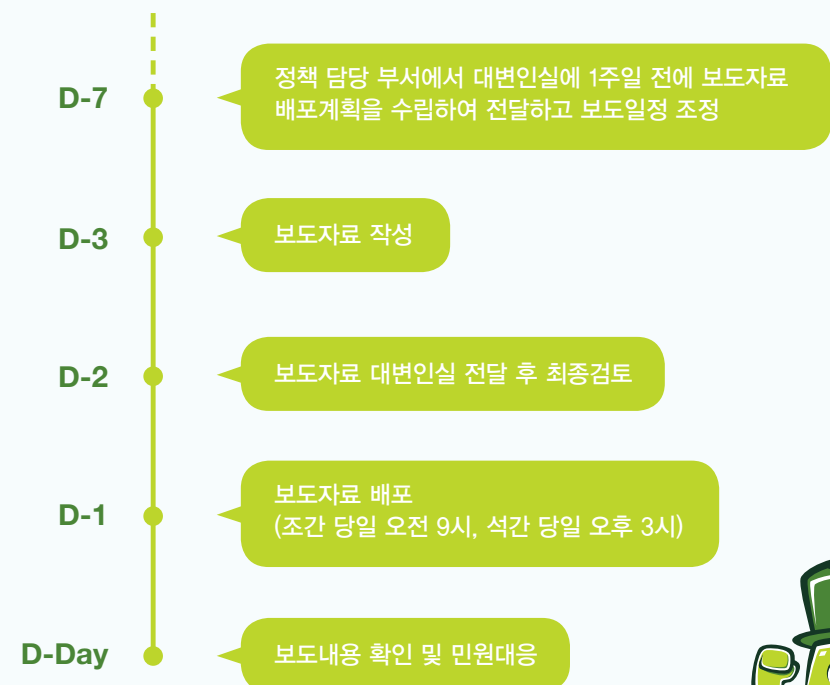 D-7
정책 담당 부서에서 대변인실에 1주일 전에 보도자료
배포계획을 수립하여 전달하고 보도일정 조정
D-3
보도자료 작성
D-2
보도자료 대변인실 전달 후 최종검토
D-1
보도자료 배포
(조간 당일 오전 9시, 석간 당일 오후 3시)
D-Day
보도내용 확인 및 민원대응